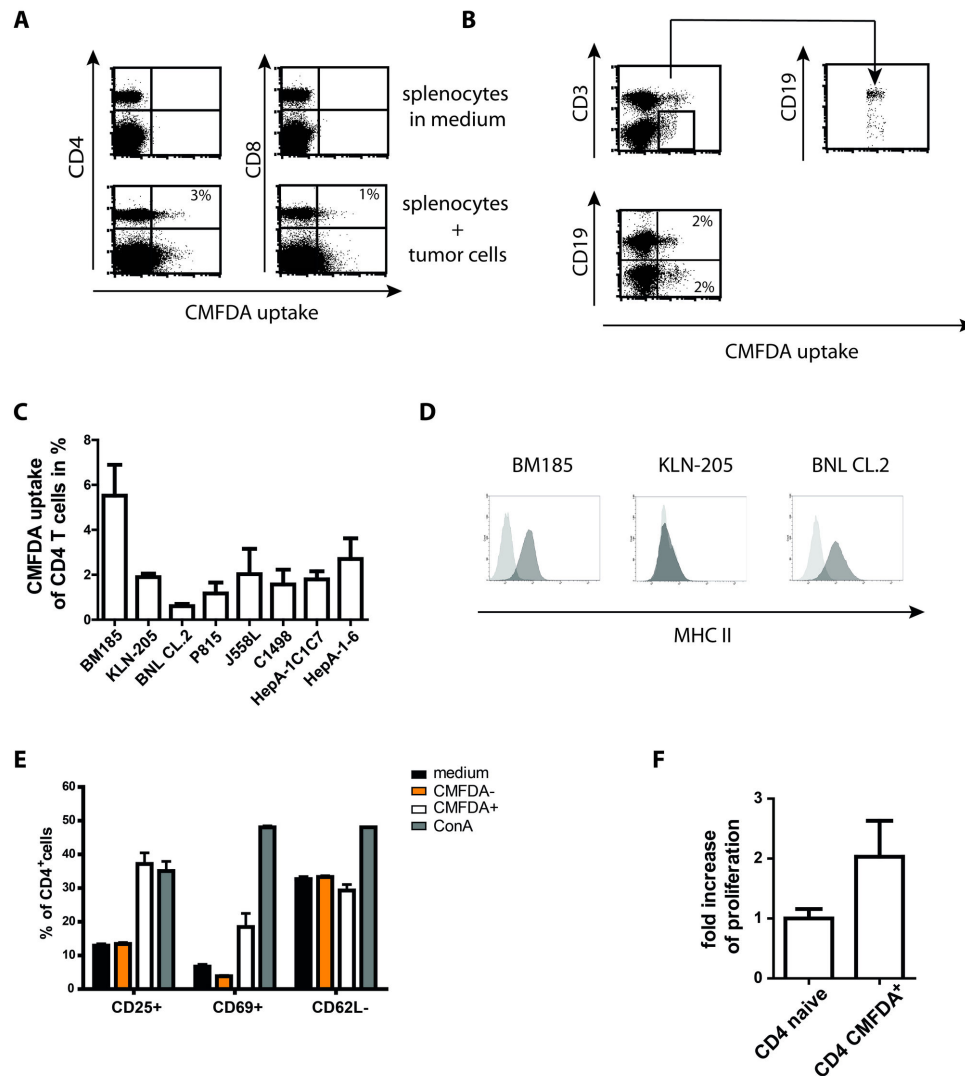 A
B
CD4
CD8
splenocytes
in medium
3%
1%
splenocytes
+
tumor cells
CMFDA uptake
CD3
CD19
CD19
2%
2%
CMFDA uptake
C
CMFDA uptake
of CD4 T cells in %
8
6
4
2
0
BM185
KLN-205
BNL CL.2
P815
J558L
C1498
HepA-1C1C7
HepA-1-6
D
BM185
KLN-205
BNL CL.2
MHC II
E
% of CD4+cells
60
50
40
30
20
10
0
CD25+
CD69+
CD62L-
medium
CMFDA-
CMFDA+
ConA
F
fold increase
of proliferation
3
2
1
0
CD4 naive
CD4 CMFDA+